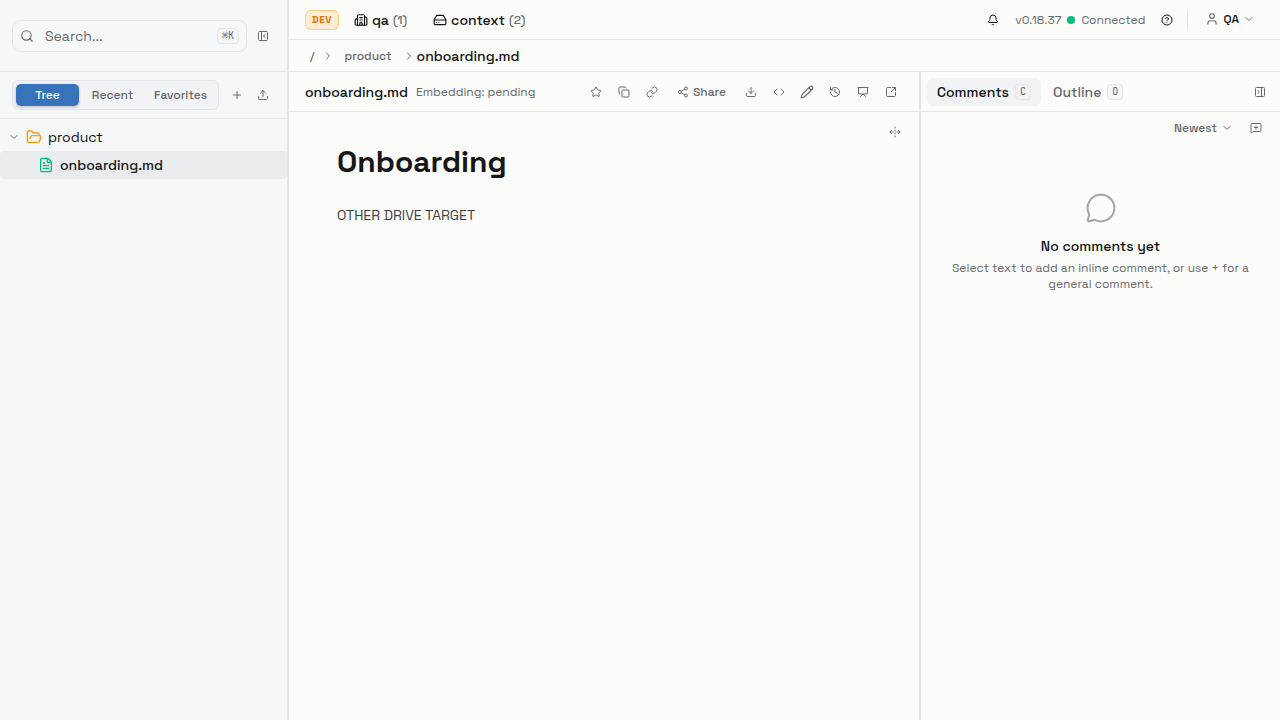 Search... ⌘K
DEV qa (1) context (2) v0.18.37 Connected QA
/ > product > onboarding.md
Tree Recent Favorites
product
onboarding.md
onboarding.md Embedding: pending Share
Onboarding
OTHER DRIVE TARGET
Comments C Outline O
Newest
No comments yet
Select text to add an inline comment, or use + for a
general comment.